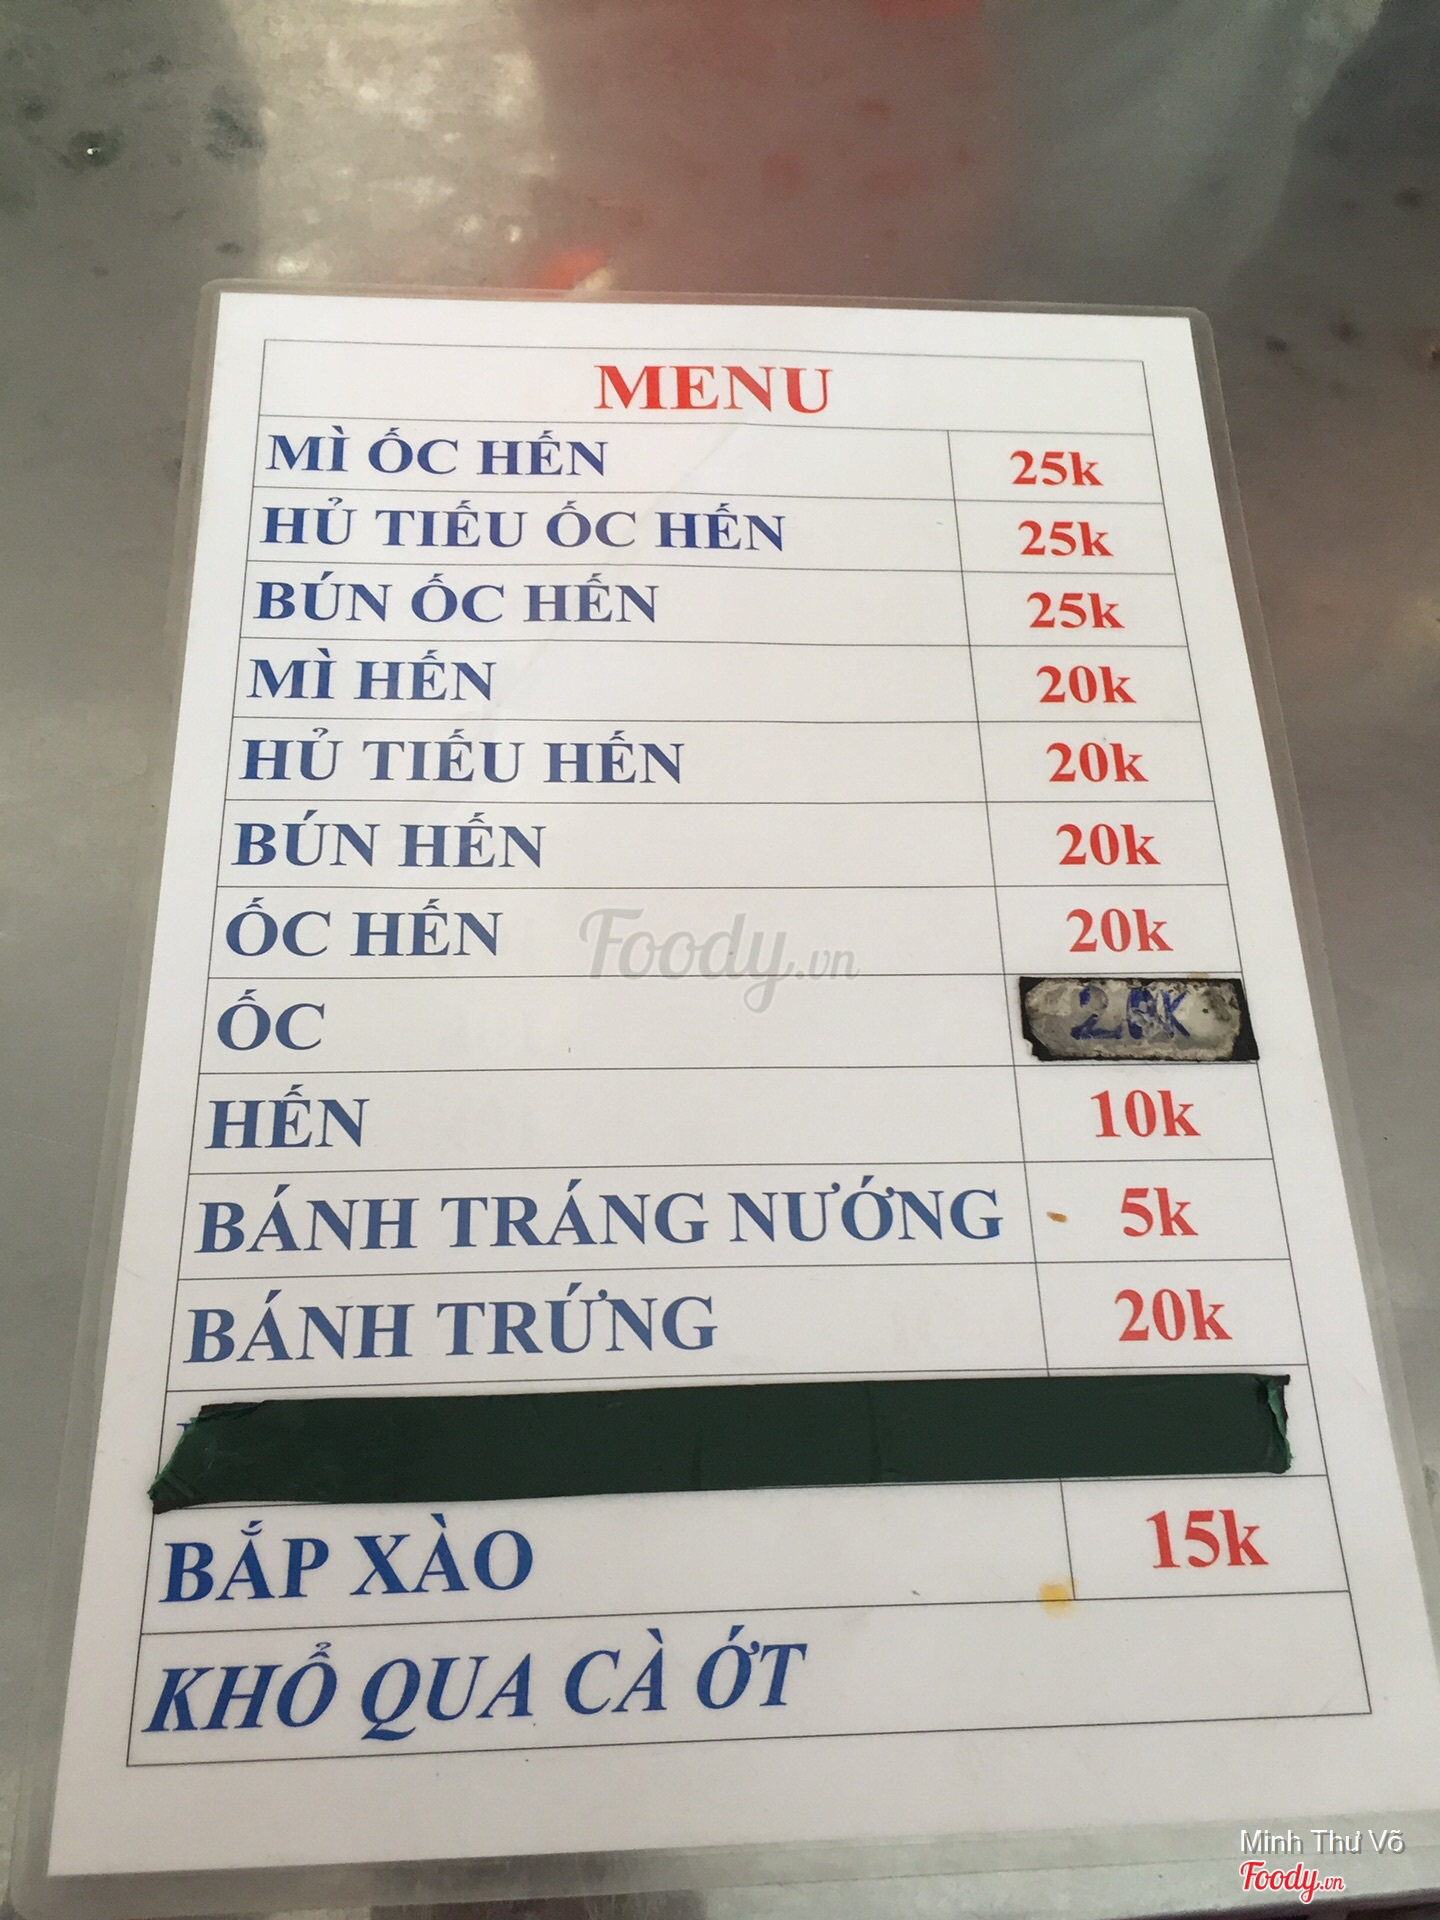 MENU
MÌ ỐC HẾN 25k
HỦ TIẾU ỐC HẾN 25k
BÚN ỐC HẾN 25k
MÌ HẾN 20k
HỦ TIẾU HẾN 20k
BÚN HẾN 20k
ỐC HẾN 20k
Foody.vn
ỐC 20K
HẾN 10k
BÁNH TRÁNG NƯỚNG 5k
BÁNH TRỨNG 20k
BẮP XÀO 15k
KHỔ QUA CÀ ỚT
Minh Thư Võ
Foody.vn